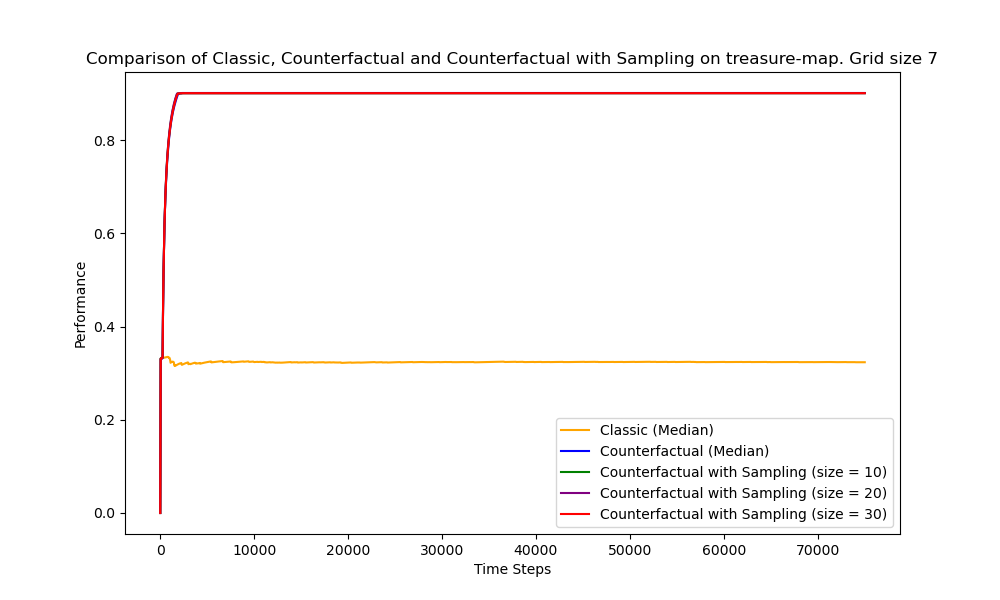 Comparison of Classic, Counterfactual and Counterfactual with Sampling on treasure-map. Grid size 7
Performance
0.8
0.6
0.4
0.2
0.0
Classic (Median)
Counterfactual (Median)
Counterfactual with Sampling (size = 10)
Counterfactual with Sampling (size = 20)
Counterfactual with Sampling (size = 30)
0 10000 20000 30000 40000 50000 60000 70000
Time Steps